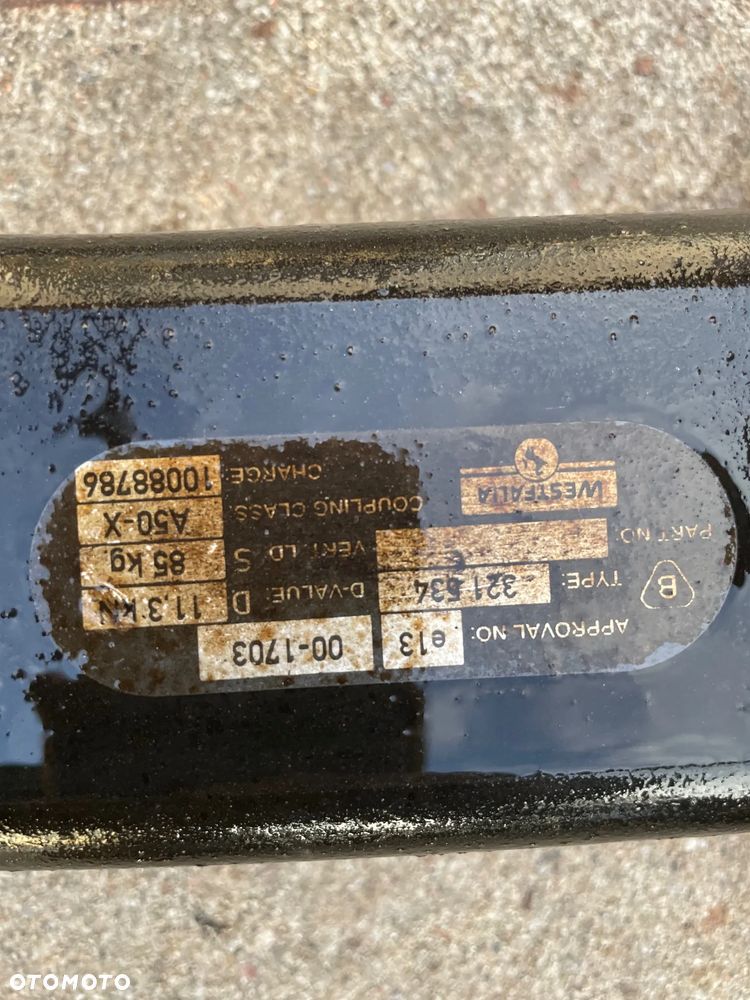 APPROVAL NO: e13 00-1703
B TYPE: 321 534 D-VALUE: D 11.3 kN
PART NO: VERT. LD S 85 kg
COUPLING CLASS: A50-X
WESTFALIA CHARGE: 10088786
OTOMOTO